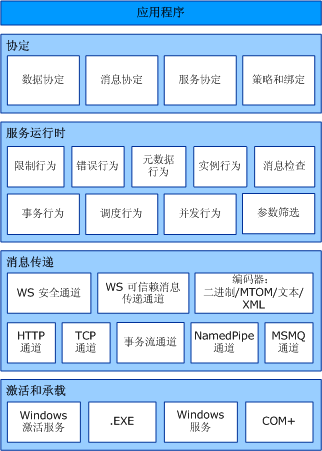 应用程序
协定
数据协定
消息协定
服务协定
策略和绑定
服务运行时
限制行为
错误行为
元数据
行为
实例行为
消息检查
事务行为
调度行为
并发行为
参数筛选
消息传递
WS 安全通道
WS 可信赖消息
传递通道
编码器:
二进制/MTOM/文本/
XML
HTTP
通道
TCP
通道
事务流通道
NamedPipe
通道
MSMQ
通道
激活和承载
Windows
激活服务
.EXE
Windows
服务
COM+